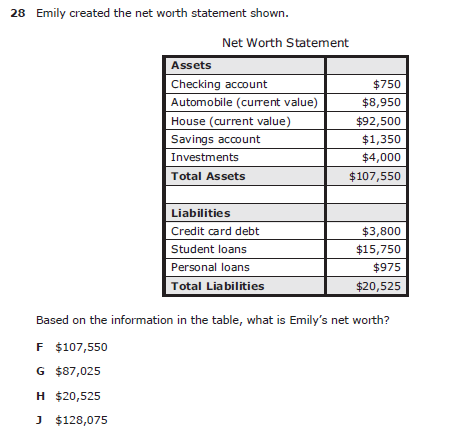 28 Emily created the net worth statement shown.
Net Worth Statement
Assets
Checking account $750
Automobile (current value) $8,950
House (current value) $92,500
Savings account $1,350
Investments $4,000
Total Assets $107,550
Liabilities
Credit card debt $3,800
Student loans $15,750
Personal loans $975
Total Liabilities $20,525
Based on the information in the table, what is Emily's net worth?
F $107,550
G $87,025
H $20,525
J $128,075